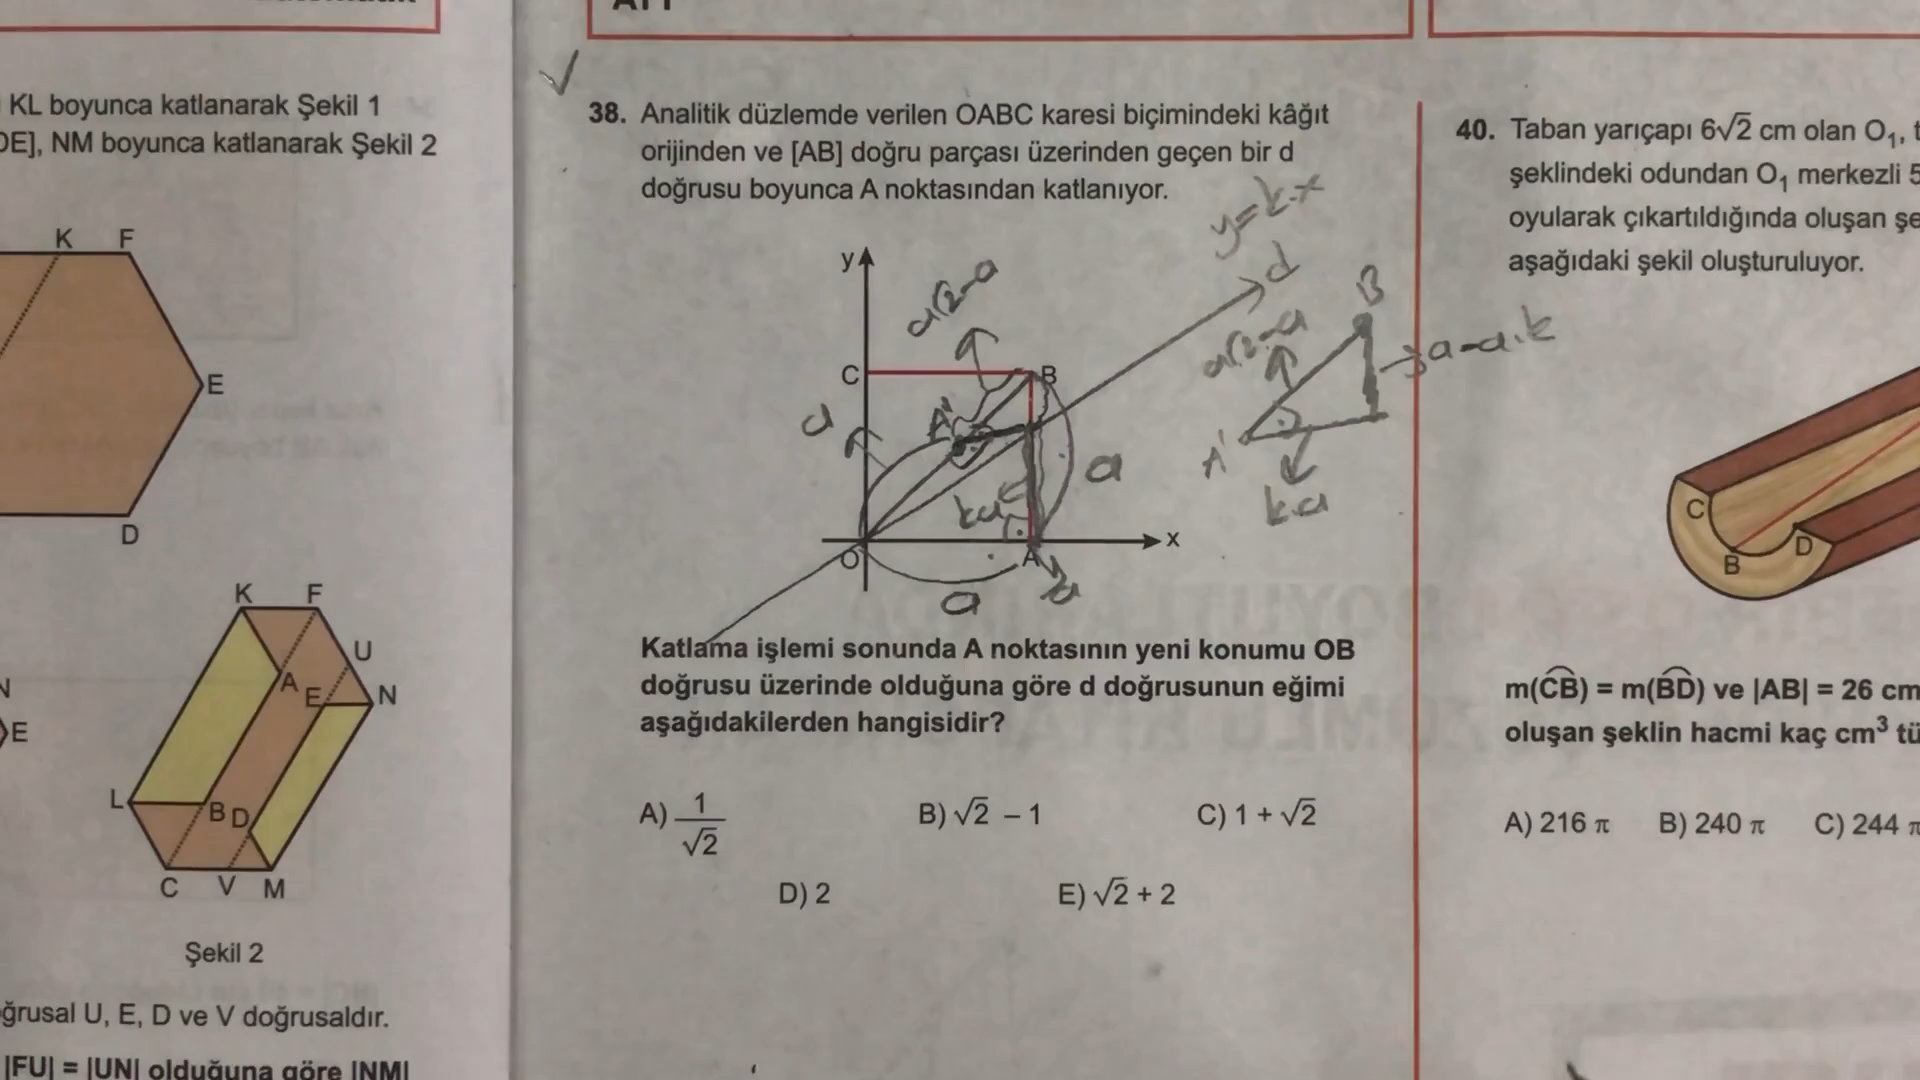 KL boyunca katlanarak Şekil 1
DE], NM boyunca katlanarak Şekil 2
K F
E
D
K F
U
A
E
N
L
B D
C V M
Şekil 2
N
E
ğrusal U, E, D ve V doğrusaldır.
|FU| = |UN| olduğuna göre |NM|
38. Analitik düzlemde verilen OABC karesi biçimindeki kâğıt
orijinden ve [AB] doğru parçası üzerinden geçen bir d
doğrusu boyunca A noktasından katlanıyor.
y=k.x
y
d
a√2-a
C
B
A'
a
a
ka
x
O
A
a
B
a√2-a
a-a.k
A'
k.a
Katlama işlemi sonunda A noktasının yeni konumu OB
doğrusu üzerinde olduğuna göre d doğrusunun eğimi
aşağıdakilerden hangisidir?
A) 1/√2 B) √2 – 1 C) 1 + √2
D) 2 E) √2 + 2
40. Taban yarıçapı 6√2 cm olan O₁, t
şeklindeki odundan O₁ merkezli 5
oyularak çıkartıldığında oluşan şe
aşağıdaki şekil oluşturuluyor.
C
B
D
m(CB) = m(BD) ve |AB| = 26 cm
oluşan şeklin hacmi kaç cm³ tü
A) 216 π B) 240 π C) 244 π